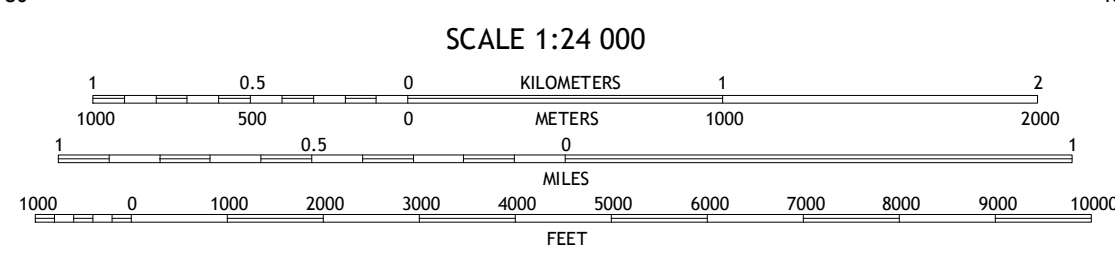 SCALE 1:24 000
1 0.5 0 KILOMETERS 1 2
1000 500 0 METERS 1000 2000
1 0.5 0 1
MILES
1000 0 1000 2000 3000 4000 5000 6000 7000 8000 9000 10000
FEET